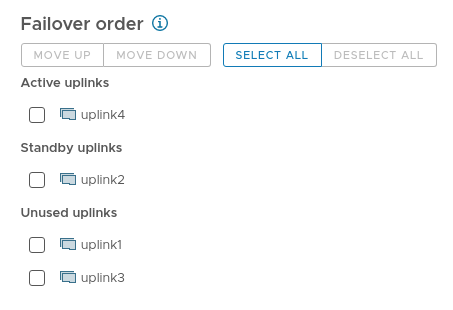 Failover order
MOVE UP MOVE DOWN SELECT ALL DESELECT ALL
Active uplinks
uplink4
Standby uplinks
uplink2
Unused uplinks
uplink1
uplink3